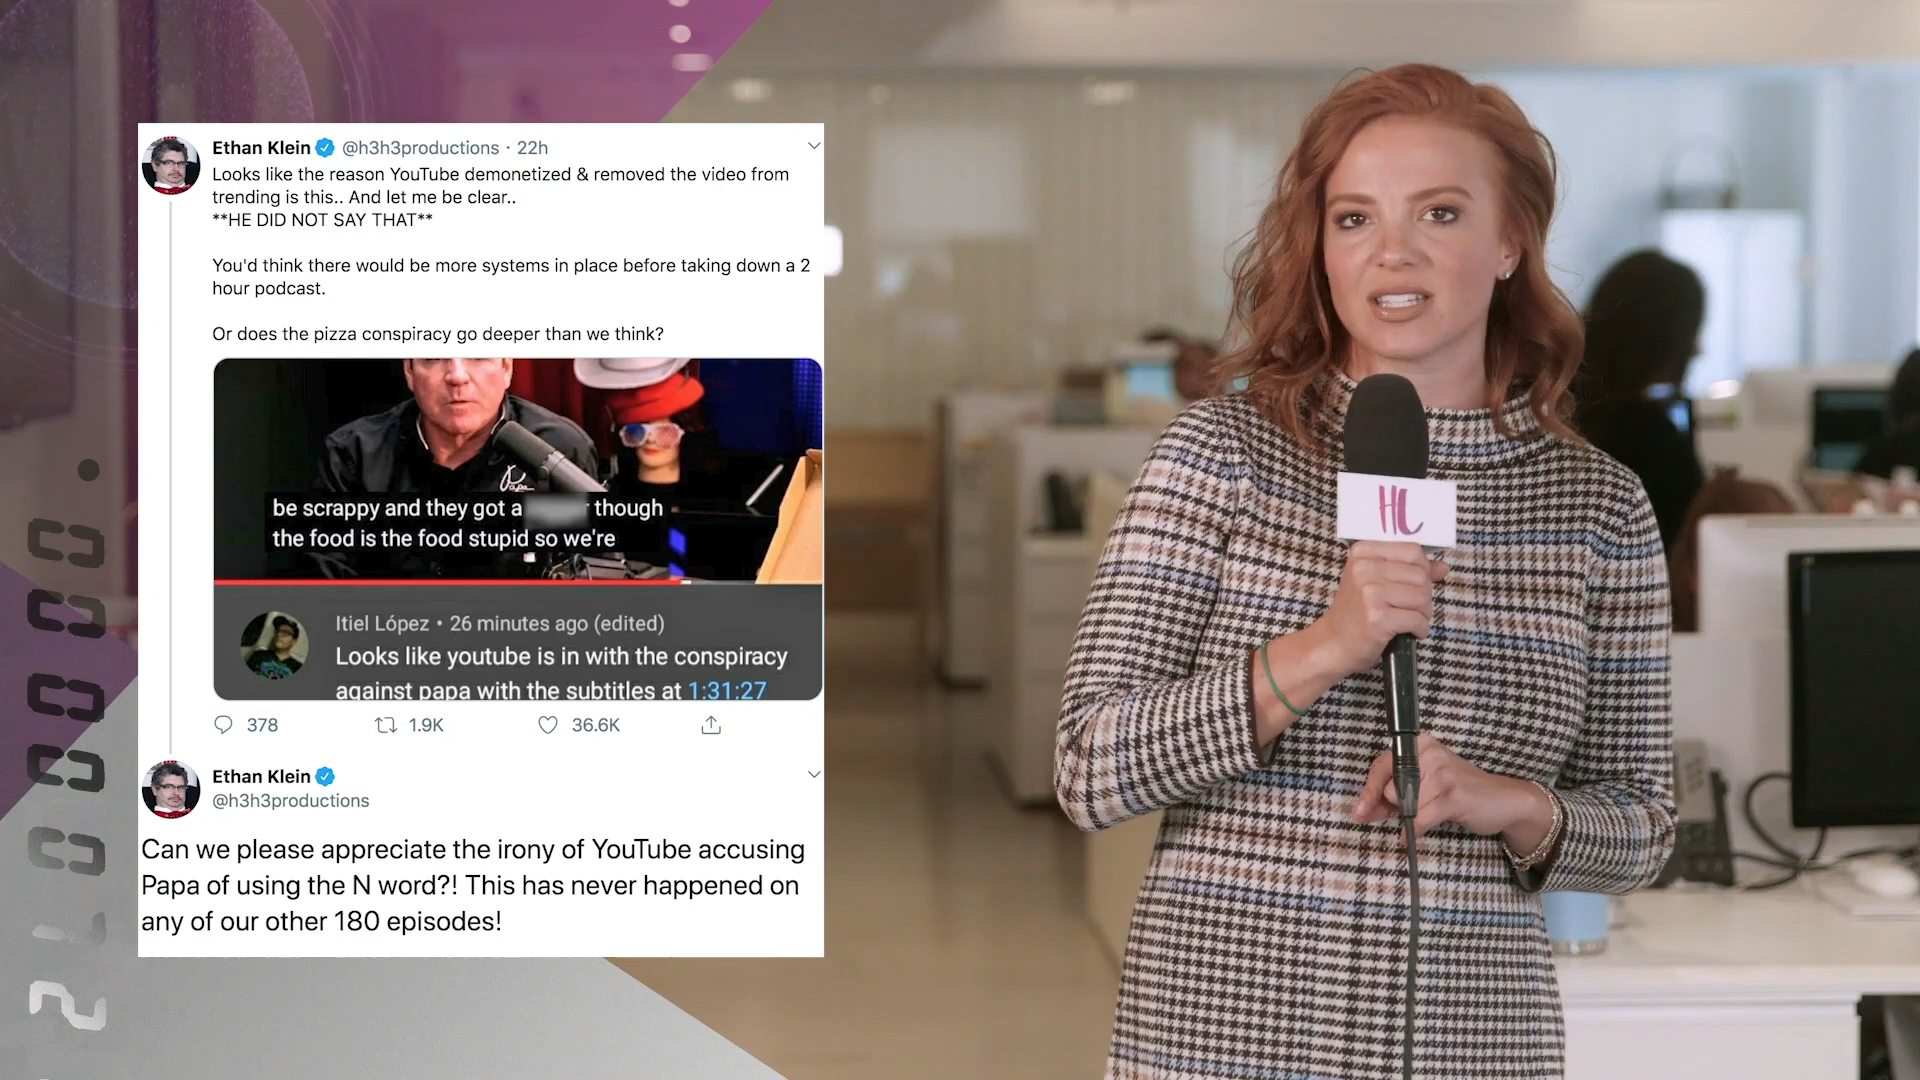 Ethan Klein @h3h3productions · 22h
Looks like the reason YouTube demonetized & removed the video from
trending is this.. And let me be clear..
**HE DID NOT SAY THAT**
You'd think there would be more systems in place before taking down a 2
hour podcast.
Or does the pizza conspiracy go deeper than we think?
Papa
be scrappy and they got a though
the food is the food stupid so we're
Itiel López • 26 minutes ago (edited)
Looks like youtube is in with the conspiracy
against papa with the subtitles at 1:31:27
378 1.9K 36.6K
Ethan Klein
@h3h3productions
Can we please appreciate the irony of YouTube accusing
Papa of using the N word?! This has never happened on
any of our other 180 episodes!
HC